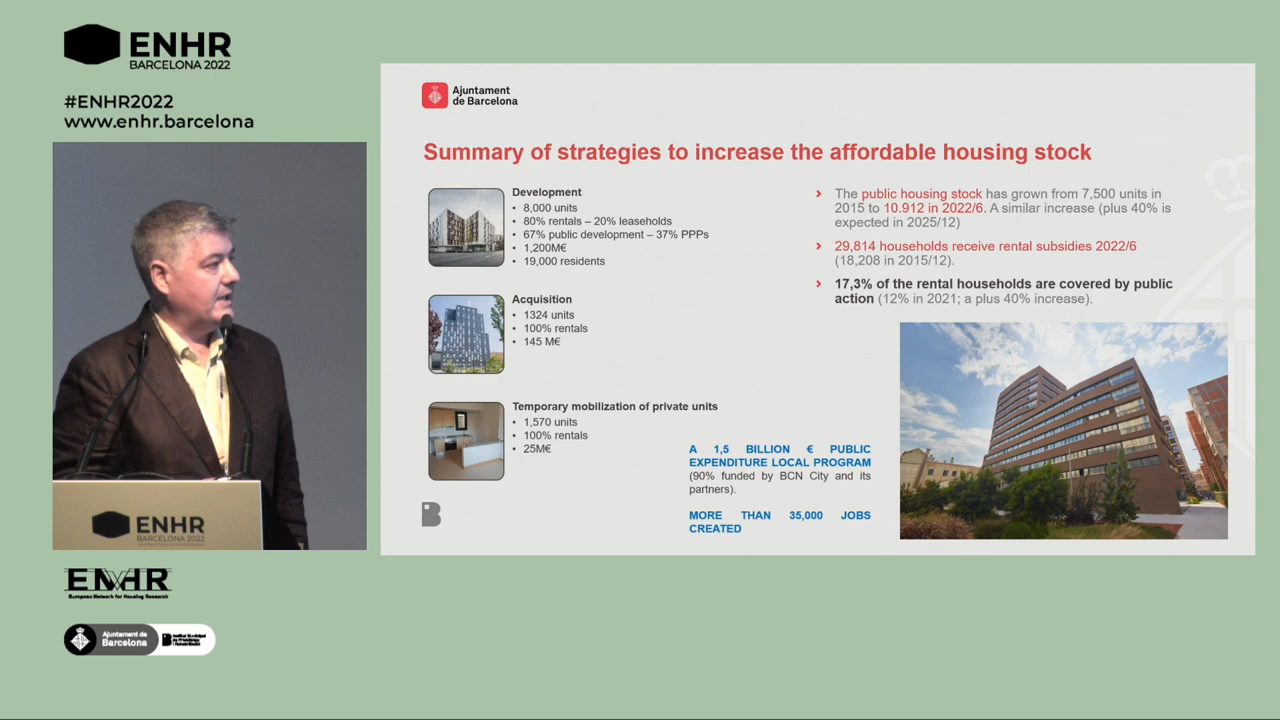 ENHR
BARCELONA 2022
#ENHR2022
www.enhr.barcelona
Ajuntament
de Barcelona
Summary of strategies to increase the affordable housing stock
Development
• 8,000 units
• 80% rentals – 20% leaseholds
• 67% public development – 37% PPPs
• 1,200M€
• 19,000 residents
Acquisition
• 1324 units
• 100% rentals
• 145 M€
Temporary mobilization of private units
• 1,570 units
• 100% rentals
• 25M€
A 1,5 BILLION € PUBLIC
EXPENDITURE LOCAL PROGRAM
(90% funded by BCN City and its
partners).
MORE THAN 35,000 JOBS
CREATED
The public housing stock has grown from 7,500 units in
2015 to 10.912 in 2022/6. A similar increase (plus 40% is
expected in 2025/12)
29,814 households receive rental subsidies 2022/6
(18,208 in 2015/12).
17,3% of the rental households are covered by public
action (12% in 2021; a plus 40% increase).
B
ENHR
BARCELONA 2022
ENHR
European Network for Housing Research
Ajuntament de
Barcelona